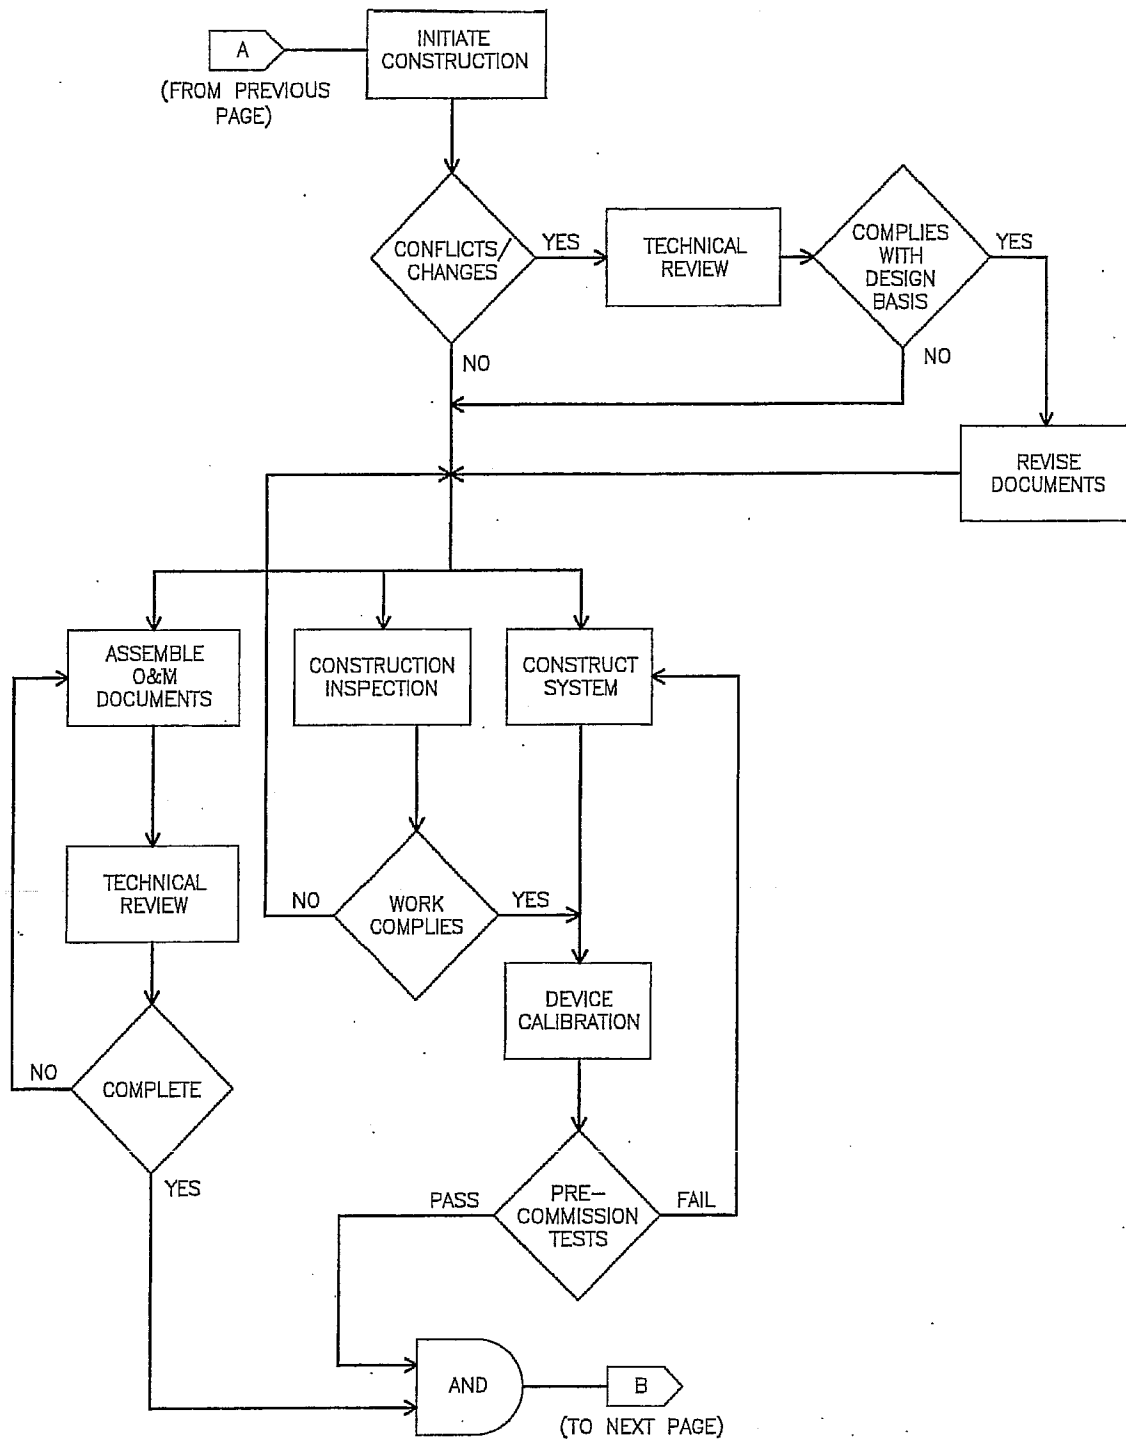 A
(FROM PREVIOUS
PAGE)
INITIATE
CONSTRUCTION
CONFLICTS/
CHANGES
YES
TECHNICAL
REVIEW
COMPLIES
WITH
DESIGN
BASIS
YES
NO
NO
REVISE
DOCUMENTS
ASSEMBLE
O&M
DOCUMENTS
CONSTRUCTION
INSPECTION
CONSTRUCT
SYSTEM
TECHNICAL
REVIEW
NO
WORK
COMPLIES
YES
DEVICE
CALIBRATION
NO
COMPLETE
YES
PASS
PRE-
COMMISSION
TESTS
FAIL
AND
B
(TO NEXT PAGE)